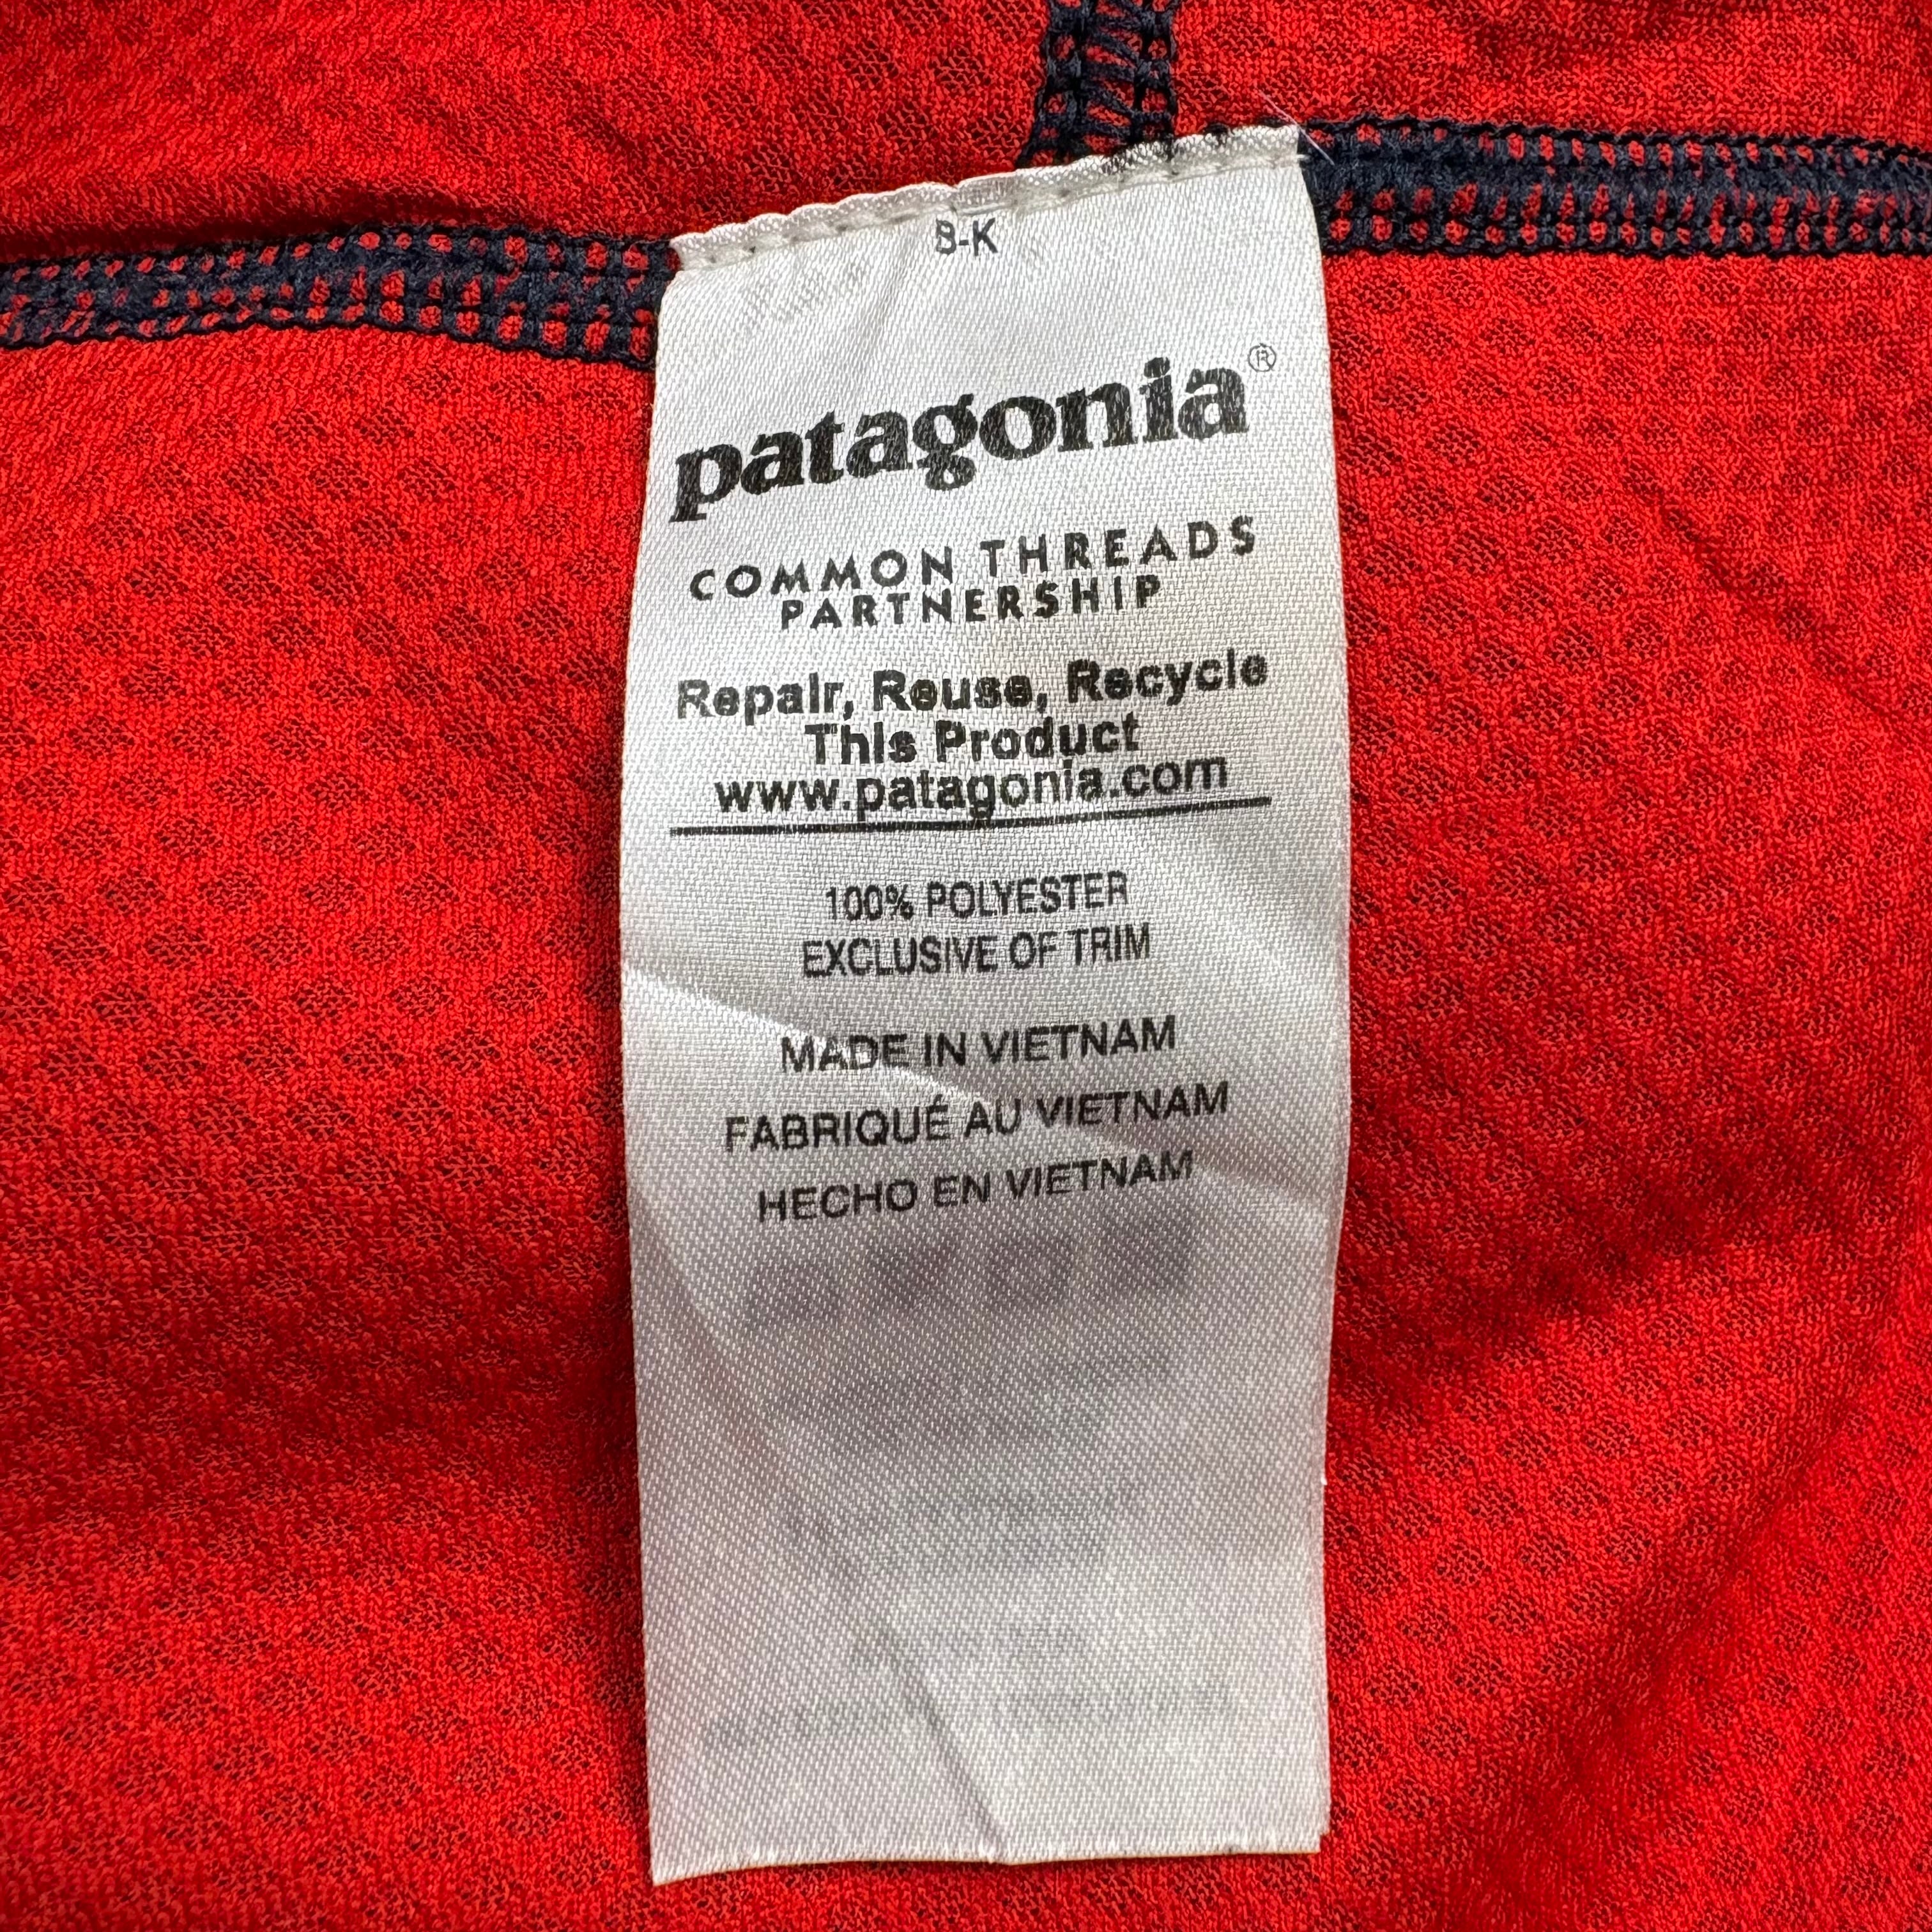 B-K
patagonia®
COMMON THREADS
PARTNERSHIP
Repair, Reuse, Recycle
This Product
www.patagonia.com
100% POLYESTER
EXCLUSIVE OF TRIM
MADE IN VIETNAM
FABRIQUÉ AU VIETNAM
HECHO EN VIETNAM